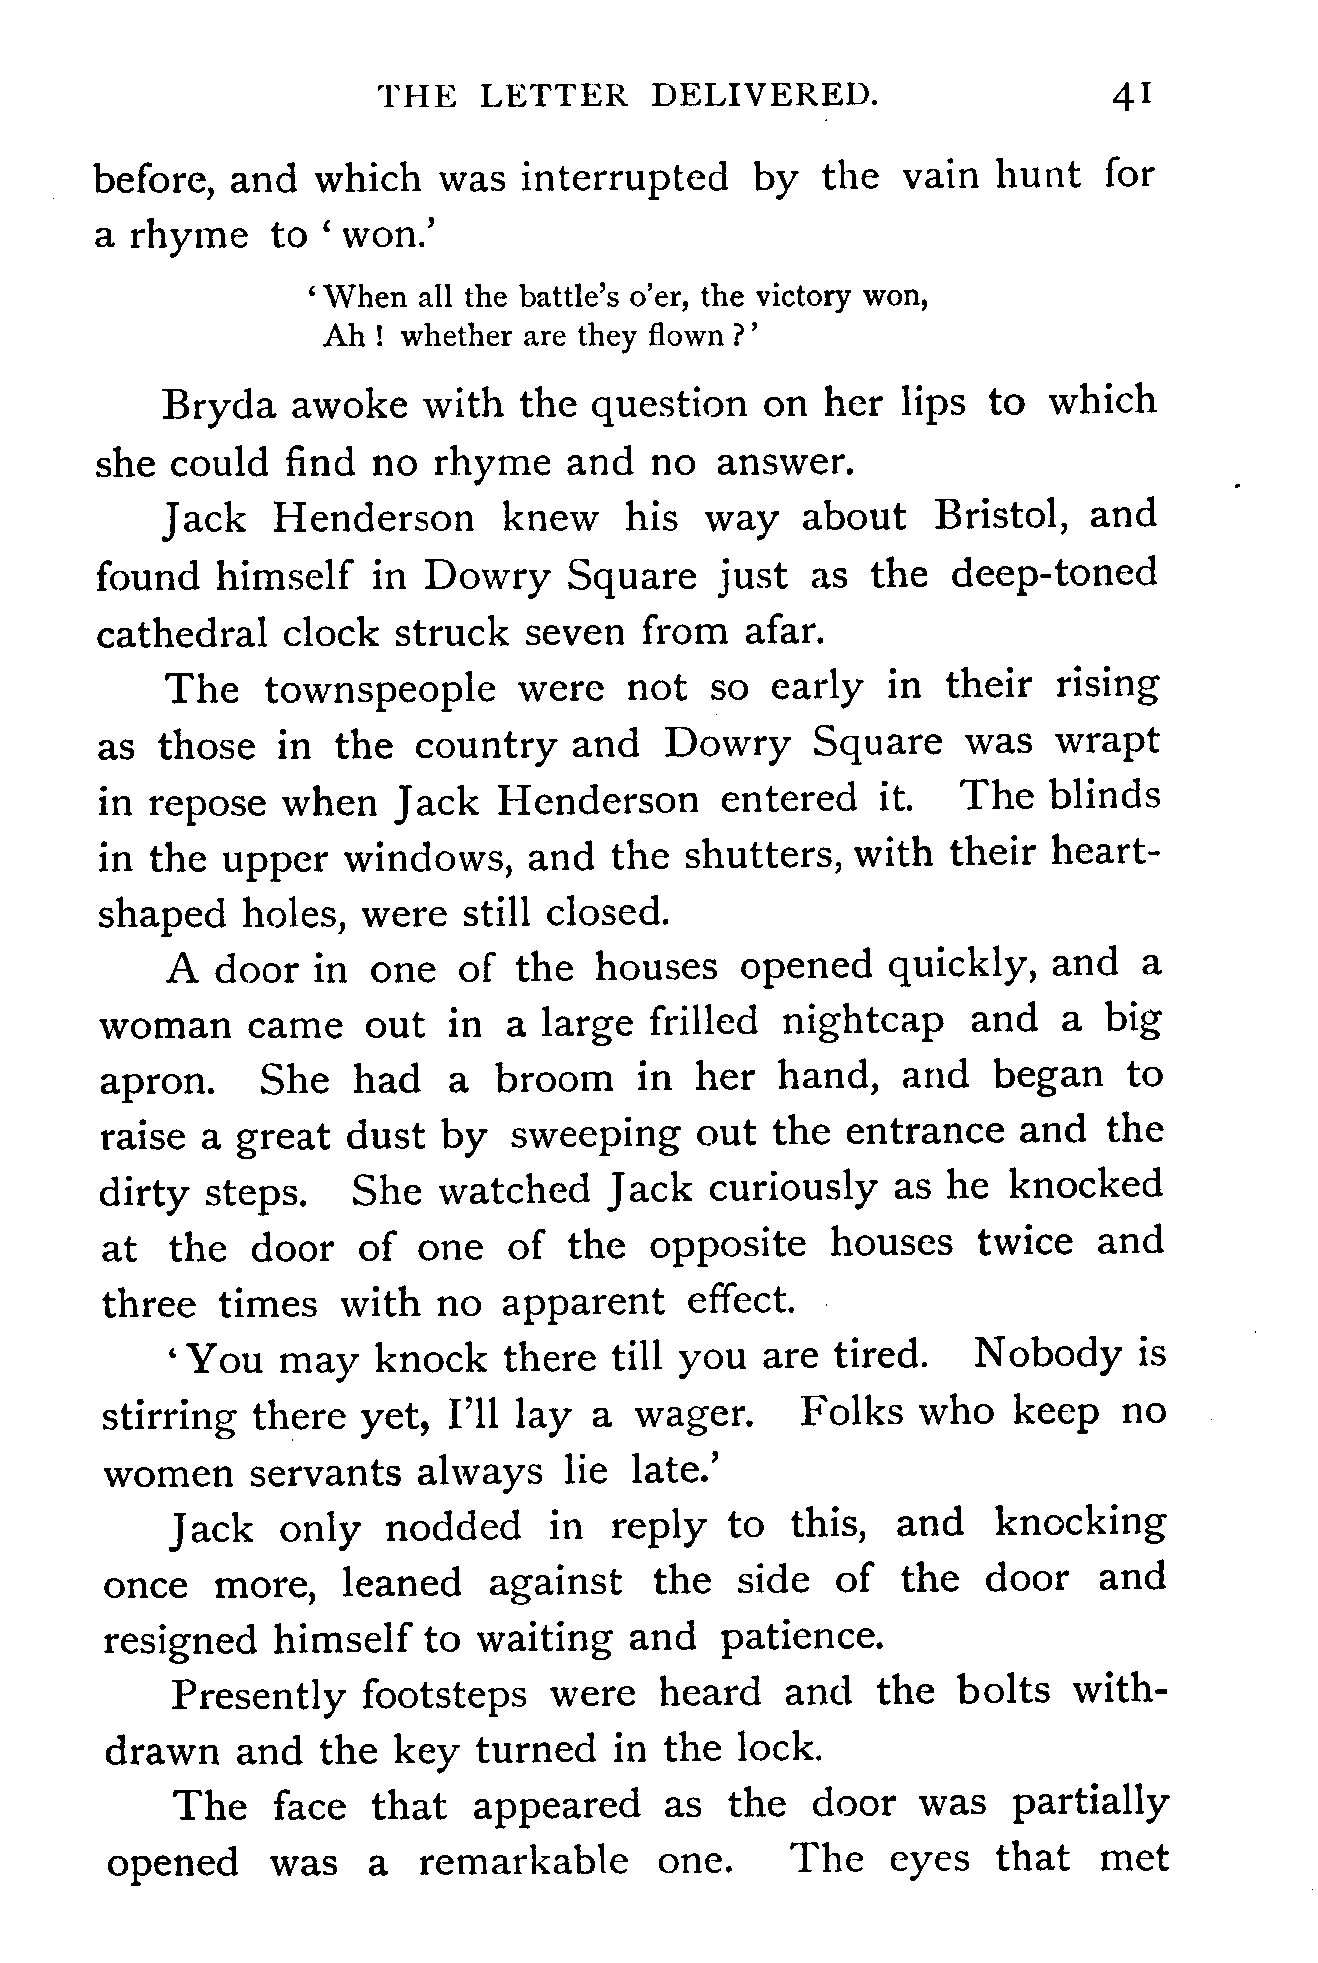 THE LETTER DELIVERED. 41
before, and which was interrupted by the vain hunt for
a rhyme to ‘ won.’
‘ When all the battle’s o’er, the victory won,
Ah ! whether are they flown ? ’
Bryda awoke with the question on her lips to which
she could find no rhyme and no answer.
Jack Henderson knew his way about Bristol, and
found himself in Dowry Square just as the deep-toned
cathedral clock struck seven from afar.
The townspeople were not so early in their rising
as those in the country and Dowry Square was wrapt
in repose when Jack Henderson entered it. The blinds
in the upper windows, and the shutters, with their heart-
shaped holes, were still closed.
A door in one of the houses opened quickly, and a
woman came out in a large frilled nightcap and a big
apron. She had a broom in her hand, and began to
raise a great dust by sweeping out the entrance and the
dirty steps. She watched Jack curiously as he knocked
at the door of one of the opposite houses twice and
three times with no apparent effect.
‘ You may knock there till you are tired. Nobody is
stirring there yet, I’ll lay a wager. Folks who keep no
women servants always lie late.’
Jack only nodded in reply to this, and knocking
once more, leaned against the side of the door and
resigned himself to waiting and patience.
Presently footsteps were heard and the bolts with-
drawn and the key turned in the lock.
The face that appeared as the door was partially
opened was a remarkable one. The eyes that met